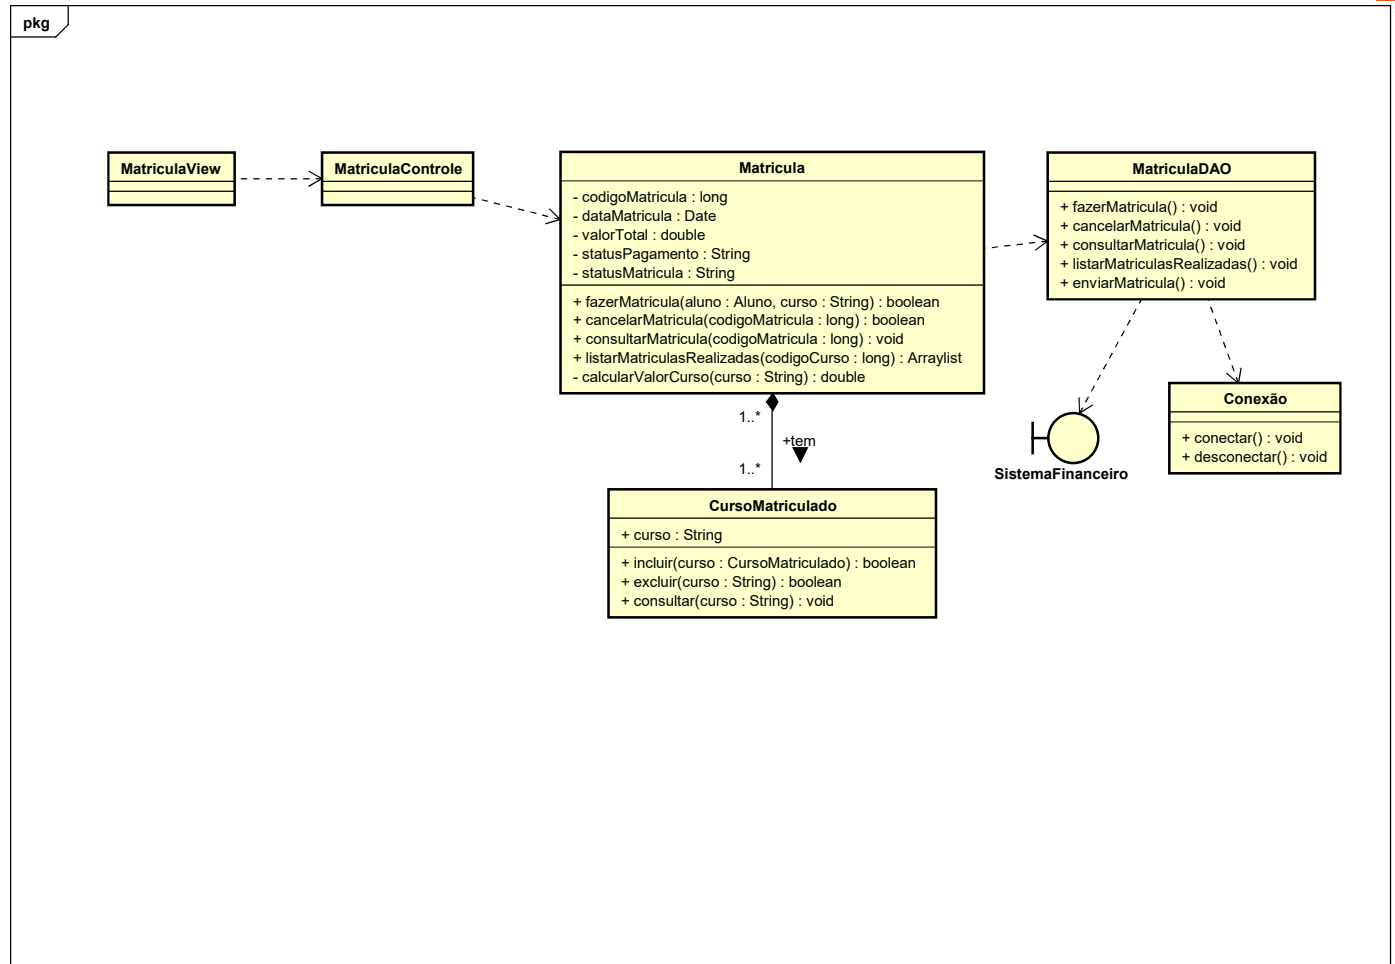 pkg
MatriculaView
MatriculaControle
Matricula
- codigoMatricula : long
- dataMatricula : Date
- valorTotal : double
- statusPagamento : String
- statusMatricula : String
+ fazerMatricula(aluno : Aluno, curso : String) : boolean
+ cancelarMatricula(codigoMatricula : long) : boolean
+ consultarMatricula(codigoMatricula : long) : void
+ listarMatriculasRealizadas(codigoCurso : long) : Arraylist
- calcularValorCurso(curso : String) : double
MatriculaDAO
+ fazerMatricula() : void
+ cancelarMatricula() : void
+ consultarMatricula() : void
+ listarMatriculasRealizadas() : void
+ enviarMatricula() : void
1..*
+tem
1..*
SistemaFinanceiro
Conexão
+ conectar() : void
+ desconectar() : void
CursoMatriculado
+ curso : String
+ incluir(curso : CursoMatriculado) : boolean
+ excluir(curso : String) : boolean
+ consultar(curso : String) : void